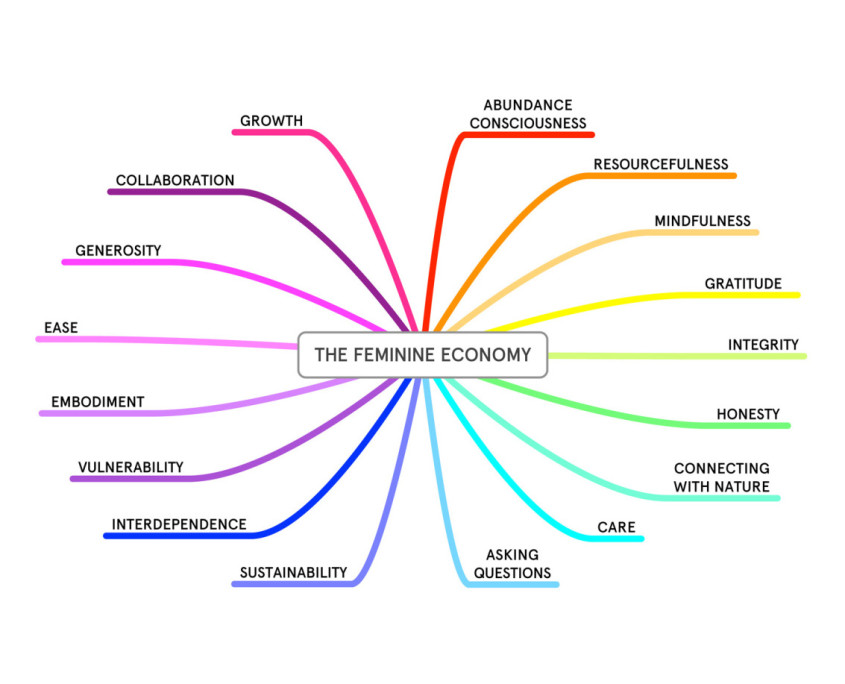 ABUNDANCE
CONSCIOUSNESS
GROWTH
RESOURCEFULNESS
COLLABORATION
MINDFULNESS
GENEROSITY
GRATITUDE
EASE
INTEGRITY
THE FEMININE ECONOMY
EMBODIMENT
HONESTY
VULNERABILITY
CONNECTING
WITH NATURE
INTERDEPENDENCE
CARE
SUSTAINABILITY
ASKING
QUESTIONS